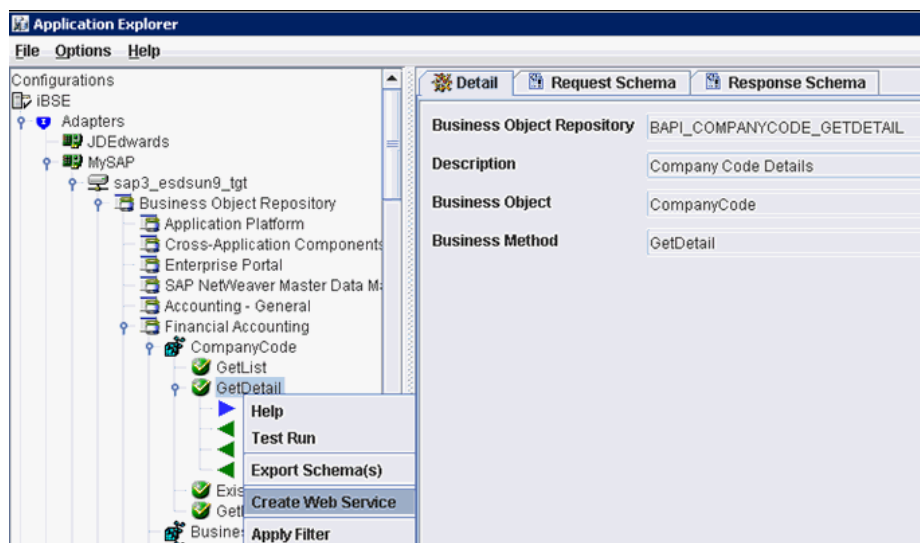 Application Explorer
File Options Help
Configurations
iBSE
Adapters
JDEdwards
MySAP
sap3_esdsun9_tgt
Business Object Repository
Application Platform
Cross-Application Components
Enterprise Portal
SAP NetWeaver Master Data M
Accounting - General
Financial Accounting
CompanyCode
GetList
GetDetail
Exis
Get
Busine
Help
Test Run
Export Schema(s)
Create Web Service
Apply Filter
Detail Request Schema Response Schema
Business Object Repository BAPI_COMPANYCODE_GETDETAIL
Description Company Code Details
Business Object CompanyCode
Business Method GetDetail